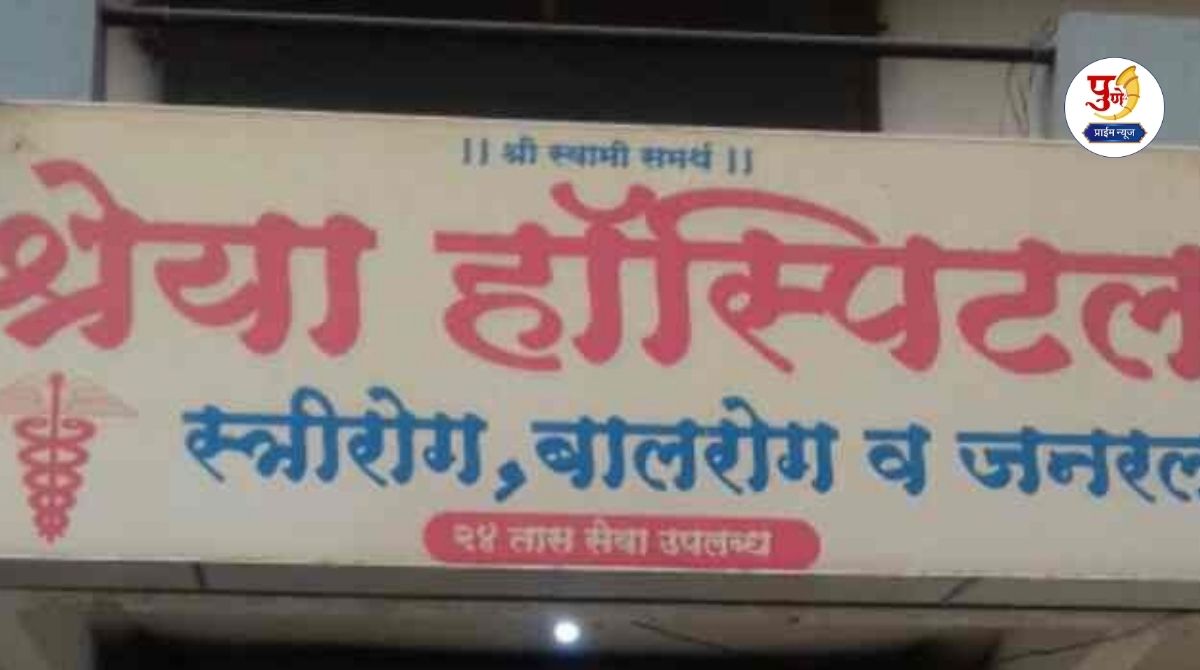 || श्री स्वामी समर्थ ||
श्रेया हॉस्पिटल
स्त्रीरोग, बालरोग व जनरल
२४ तास सेवा उपलब्ध
पुणे
प्राईम न्यूज